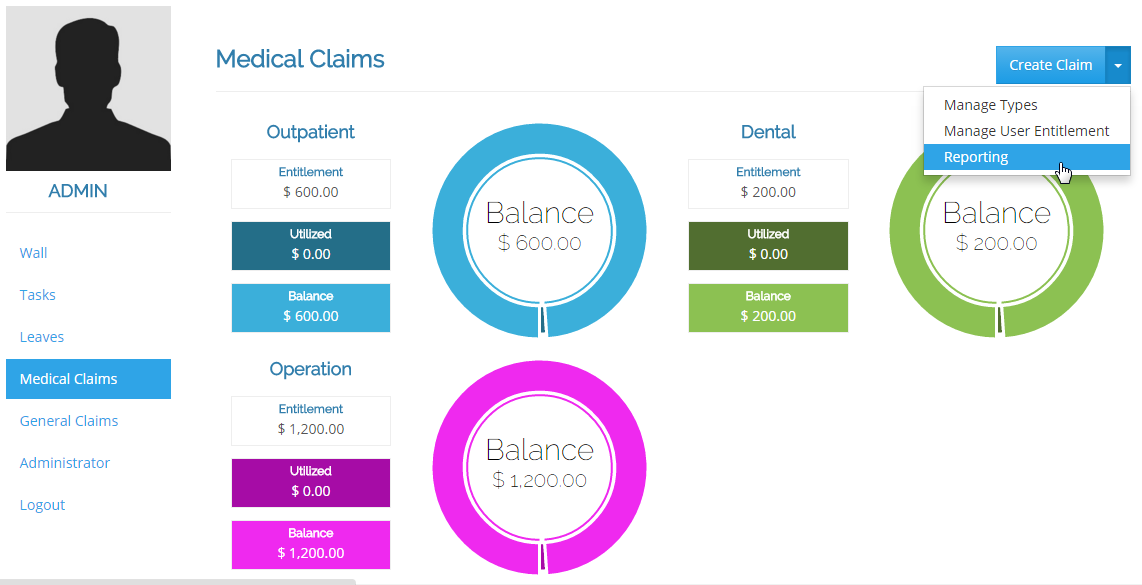 ADMIN
Wall
Tasks
Leaves
Medical Claims
General Claims
Administrator
Logout
Medical Claims
Create Claim
Manage Types
Manage User Entitlement
Reporting
Outpatient
Entitlement
$ 600.00
Utilized
$ 0.00
Balance
$ 600.00
Balance
$ 600.00
Dental
Entitlement
$ 200.00
Utilized
$ 0.00
Balance
$ 200.00
Balance
$ 200.00
Operation
Entitlement
$ 1,200.00
Utilized
$ 0.00
Balance
$ 1,200.00
Balance
$ 1,200.00